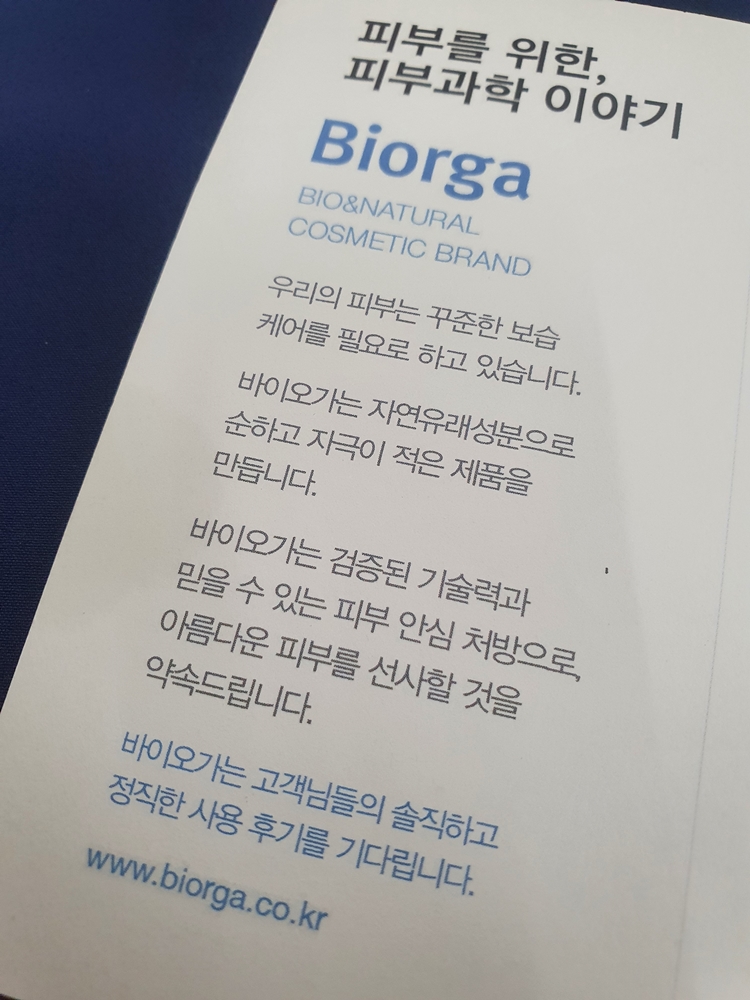 피부를 위한,
피부과학 이야기
Biorga
BIO&NATURAL
COSMETIC BRAND
우리의 피부는 꾸준한 보습
케어를 필요로 하고 있습니다.
바이오가는 자연유래성분으로
순하고 자극이 적은 제품을
만듭니다.
바이오가는 검증된 기술력과
믿을 수 있는 피부 안심 처방으로,
아름다운 피부를 선사할 것을
약속드립니다.
바이오가는 고객님들의 솔직하고
정직한 사용 후기를 기다립니다.
www.biorga.co.kr